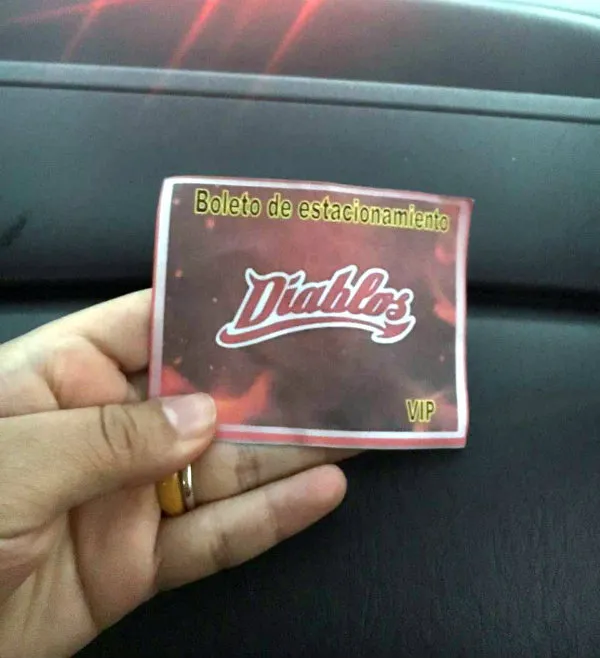 Boleto de estacionamiento
Diablos
VIP